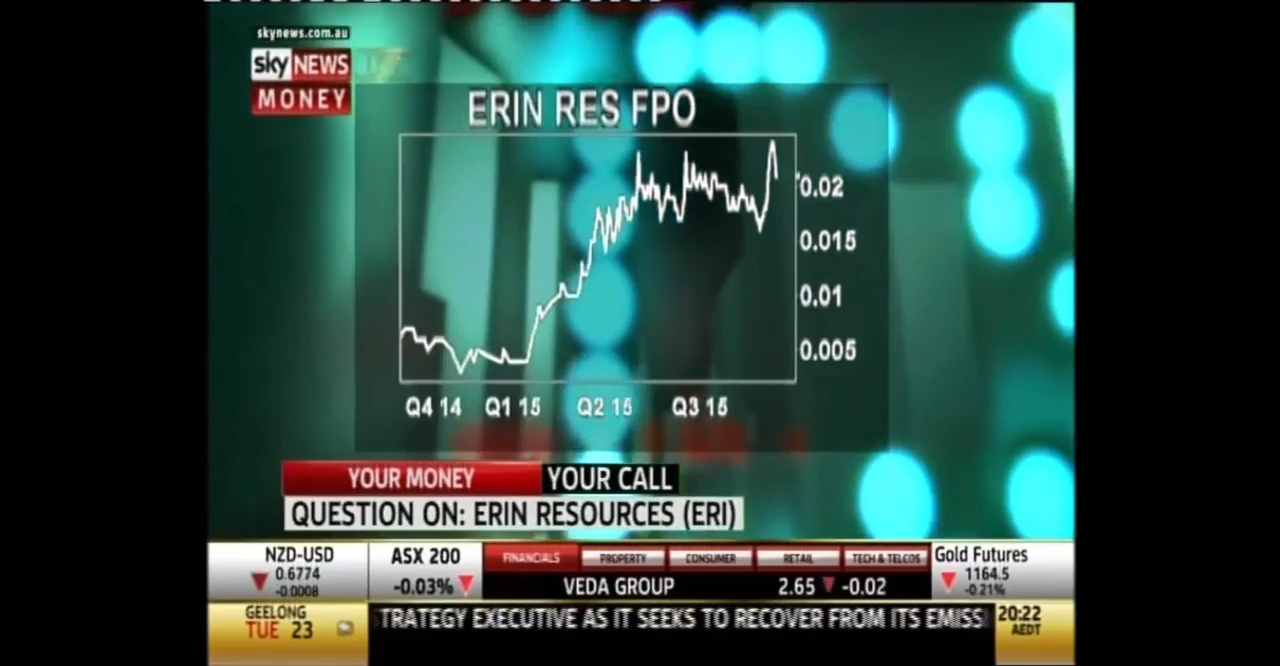 skynews.com.au
sky NEWS
MONEY
ERIN RES FPO
0.02
0.015
0.01
0.005
Q4 14 Q1 15 Q2 15 Q3 15
YOUR MONEY YOUR CALL
QUESTION ON: ERIN RESOURCES (ERI)
NZD-USD
0.6774
-0.0008
ASX 200
-0.03%
FINANCIALS PROPERTY CONSUMER RETAIL TECH & TELCOS
VEDA GROUP 2.65 -0.02
Gold Futures
1164.5
-0.21%
GEELONG
TUE 23
TRATEGY EXECUTIVE AS IT SEEKS TO RECOVER FROM ITS EMISS
20:22
AEDT